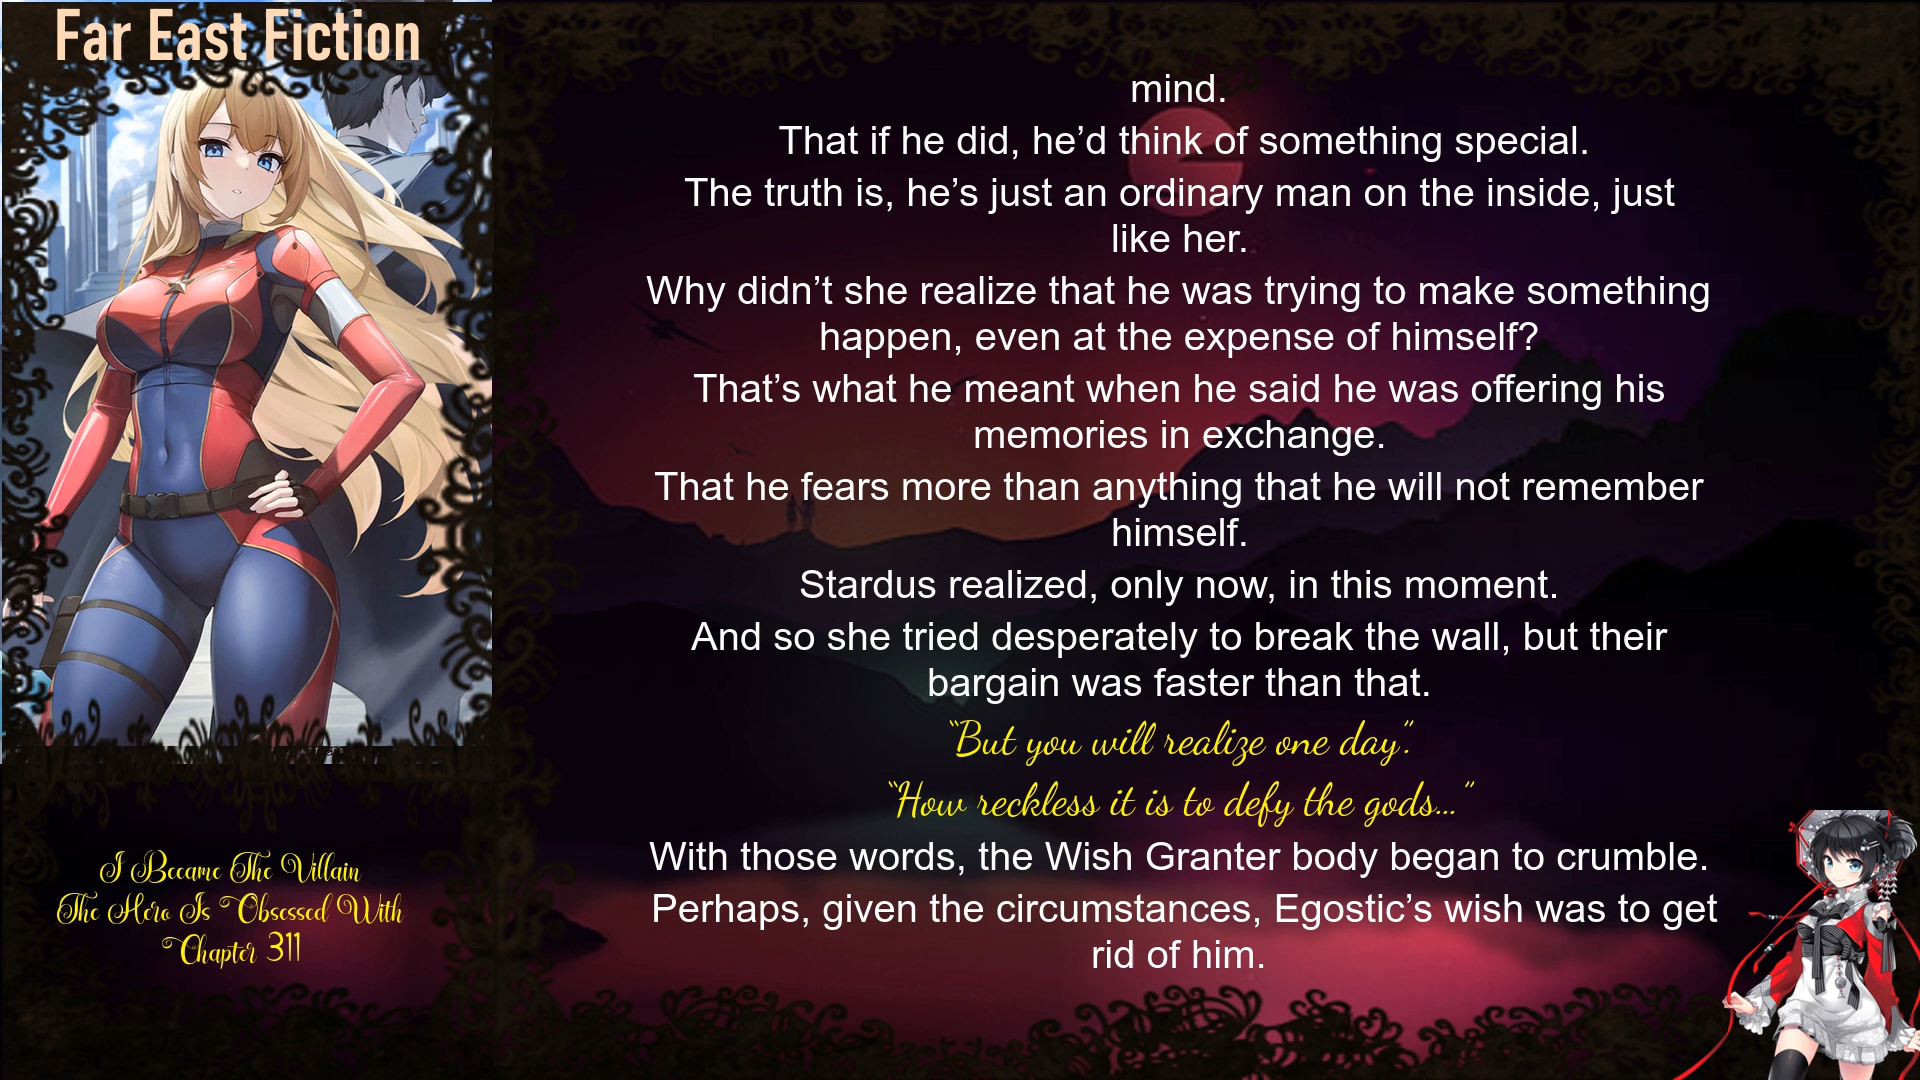 Far East Fiction
mind.
That if he did, he’d think of something special.
The truth is, he’s just an ordinary man on the inside, just
like her.
Why didn’t she realize that he was trying to make something
happen, even at the expense of himself?
That’s what he meant when he said he was offering his
memories in exchange.
That he fears more than anything that he will not remember
himself.
Stardus realized, only now, in this moment.
And so she tried desperately to break the wall, but their
bargain was faster than that.
“But you will realize one day.”
“How reckless it is to defy the gods…”
With those words, the Wish Granter body began to crumble.
Perhaps, given the circumstances, Egostic’s wish was to get
rid of him.
I Became The Villain
The Hero Is Obsessed With
Chapter 311